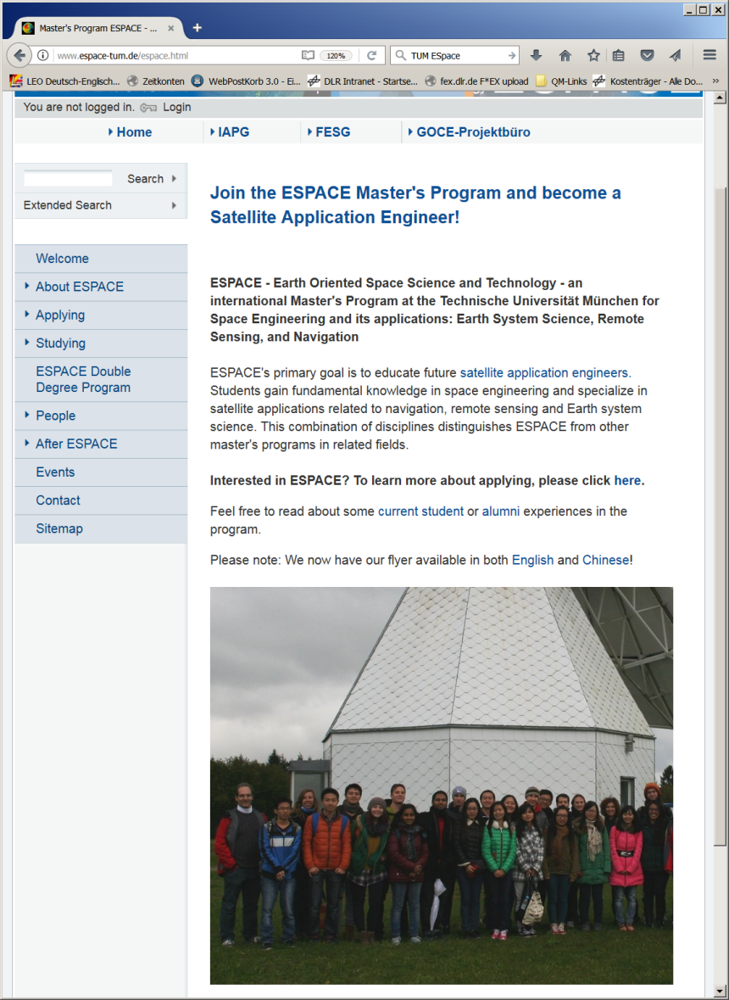 Master's Program ESPACE - ...
www.espace-tum.de/espace.html
120%
TUM ESpace
LEO Deutsch-Englisch...
Zeitkonten
WebPostKorb 3.0 - Ei...
DLR Intranet - Startse...
fex.dlr.de F*EX upload
QM-Links
Kostenträger - Alle Do...
You are not logged in.
Login
Home
IAPG
FESG
GOCE-Projektbüro
Search
Extended Search
Welcome
About ESPACE
Applying
Studying
ESPACE Double
Degree Program
People
After ESPACE
Events
Contact
Sitemap
Join the ESPACE Master's Program and become a
Satellite Application Engineer!
ESPACE - Earth Oriented Space Science and Technology - an
international Master's Program at the Technische Universität München for
Space Engineering and its applications: Earth System Science, Remote
Sensing, and Navigation
ESPACE's primary goal is to educate future satellite application engineers.
Students gain fundamental knowledge in space engineering and specialize in
satellite applications related to navigation, remote sensing and Earth system
science. This combination of disciplines distinguishes ESPACE from other
master's programs in related fields.
Interested in ESPACE? To learn more about applying, please click here.
Feel free to read about some current student or alumni experiences in the
program.
Please note: We now have our flyer available in both English and Chinese!